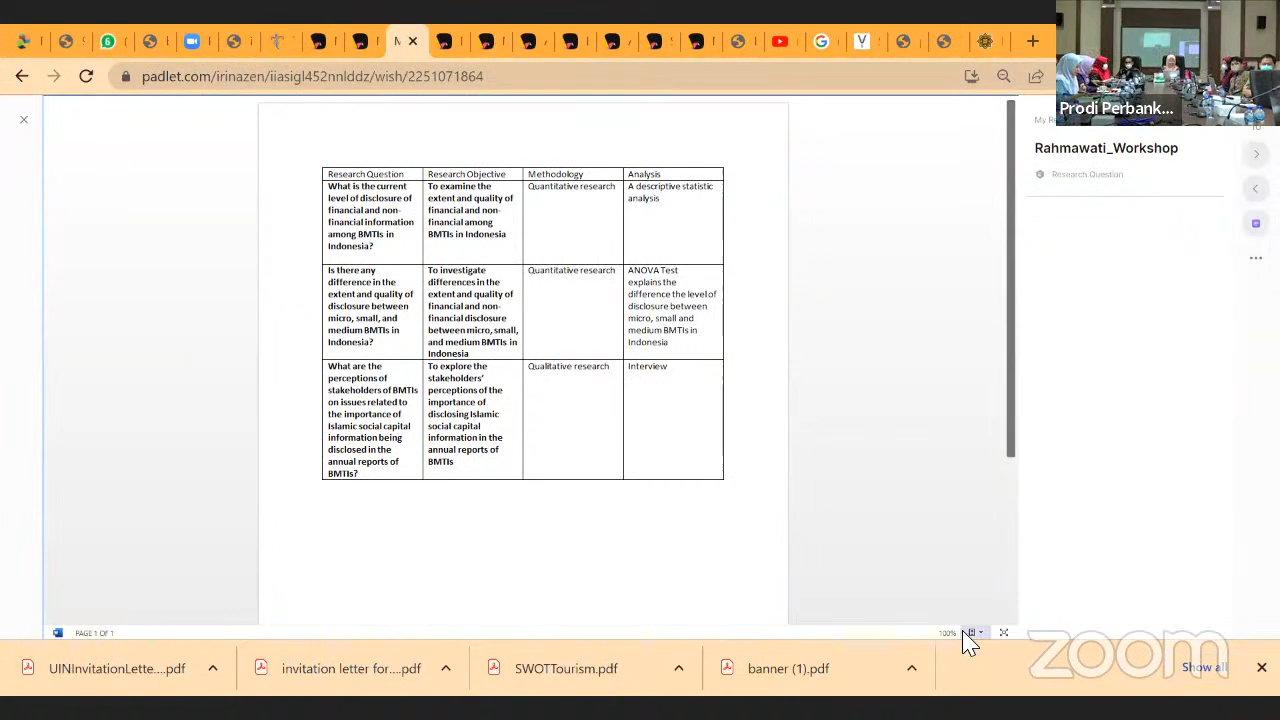 padlet.com/irinazen/iiasigl452nnlddz/wish/2251071864
Prodi Perbank...
Rahmawati_Workshop
Research Question
Research Question
Research Objective
Methodology
Analysis
What is the current
level of disclosure of
financial and non-
financial information
among BMTIs in
Indonesia?
To examine the
extent and quality of
financial and non-
financial among
BMTIs in Indonesia
Quantitative research
A descriptive statistic
analysis
Is there any
difference in the
extent and quality of
disclosure between
micro, small, and
medium BMTIs in
Indonesia?
To investigate
differences in the
extent and quality of
financial and non-
financial disclosure
between micro, small,
and medium BMTIs in
Indonesia
Quantitative research
ANOVA Test
explains the
difference the level of
disclosure between
micro, small and
medium BMTIs in
Indonesia
What are the
perceptions of
stakeholders of BMTIs
on issues related to
the importance of
Islamic social capital
information being
disclosed in the
annual reports of
BMTIs?
To explore the
stakeholders'
perceptions of the
importance of
disclosing Islamic
social capital
information in the
annual reports of
BMTIs
Qualitative research
Interview
PAGE 1 OF 1
100%
UINInvitationLette....pdf
invitation letter for....pdf
SWOTTourism.pdf
banner (1).pdf
Show all
zoom